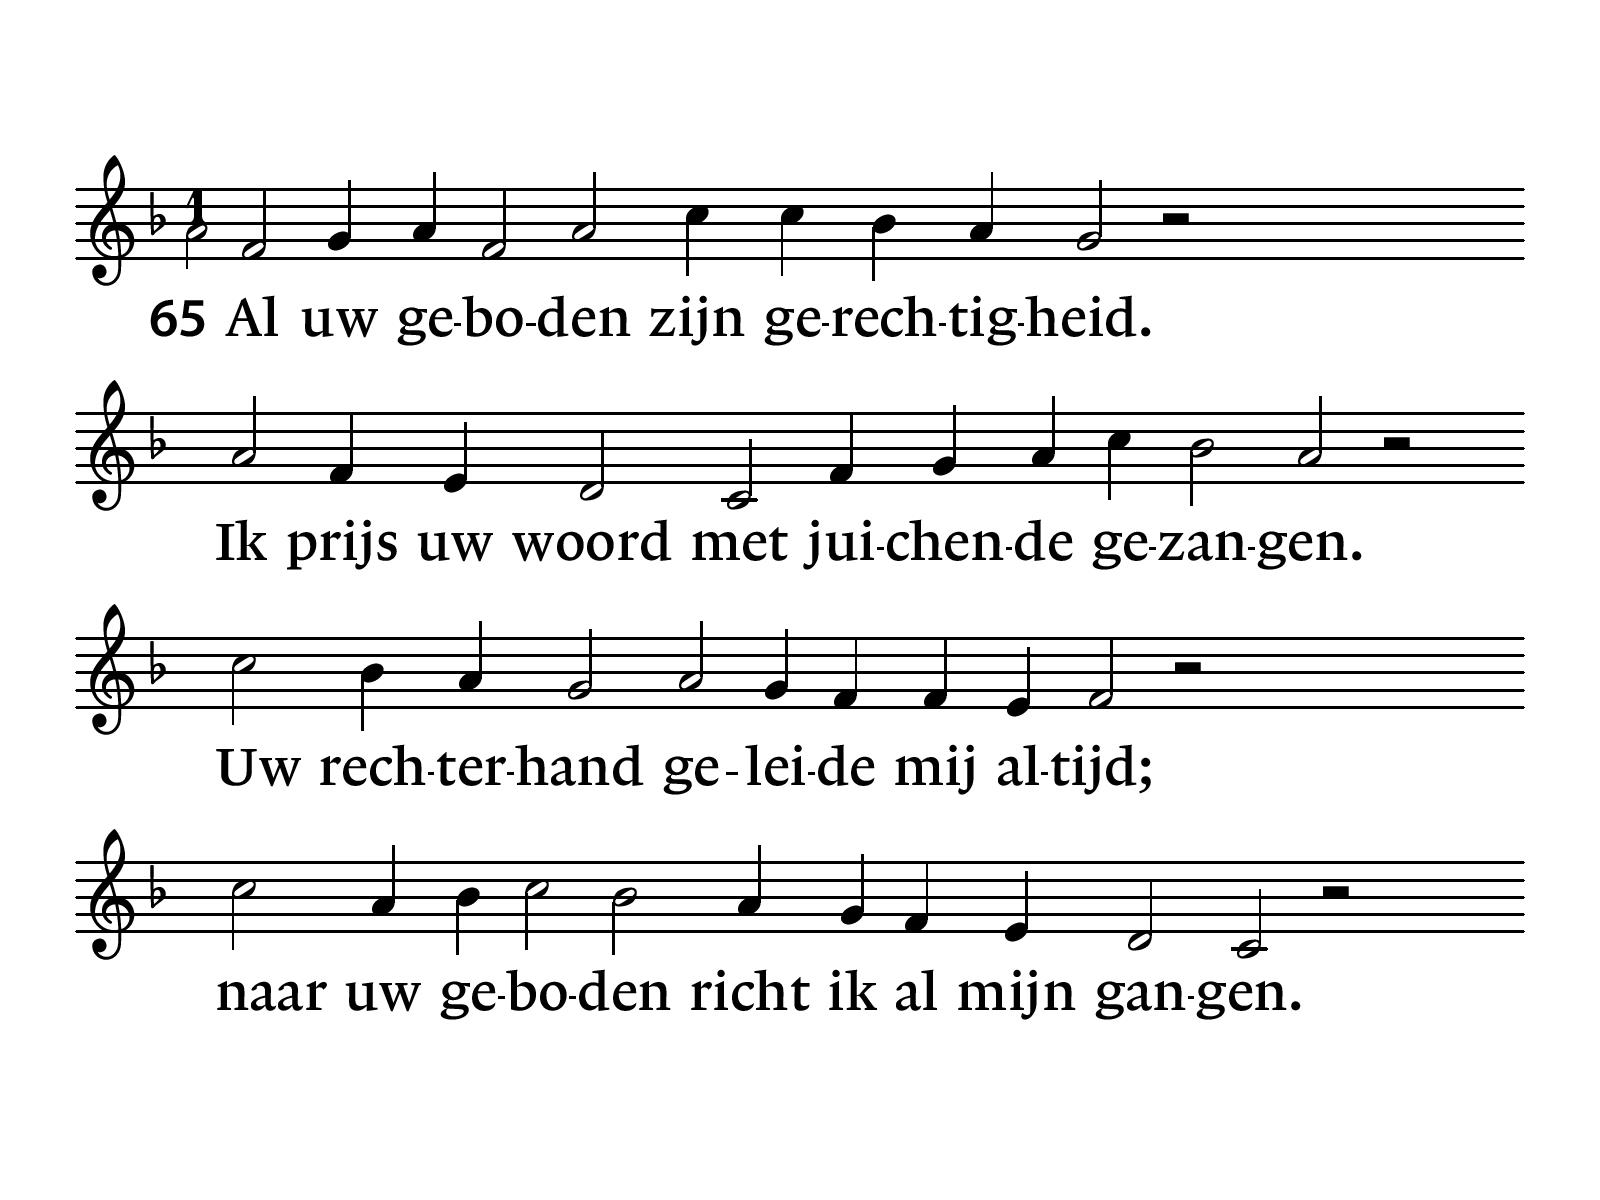 65 Al uw ge-bo-den zijn ge-rech-tig-heid.
Ik prijs uw woord met jui-chen-de ge-zan-gen.
Uw rech-ter-hand ge-lei-de mij al-tijd;
naar uw ge-bo-den richt ik al mijn gan-gen.